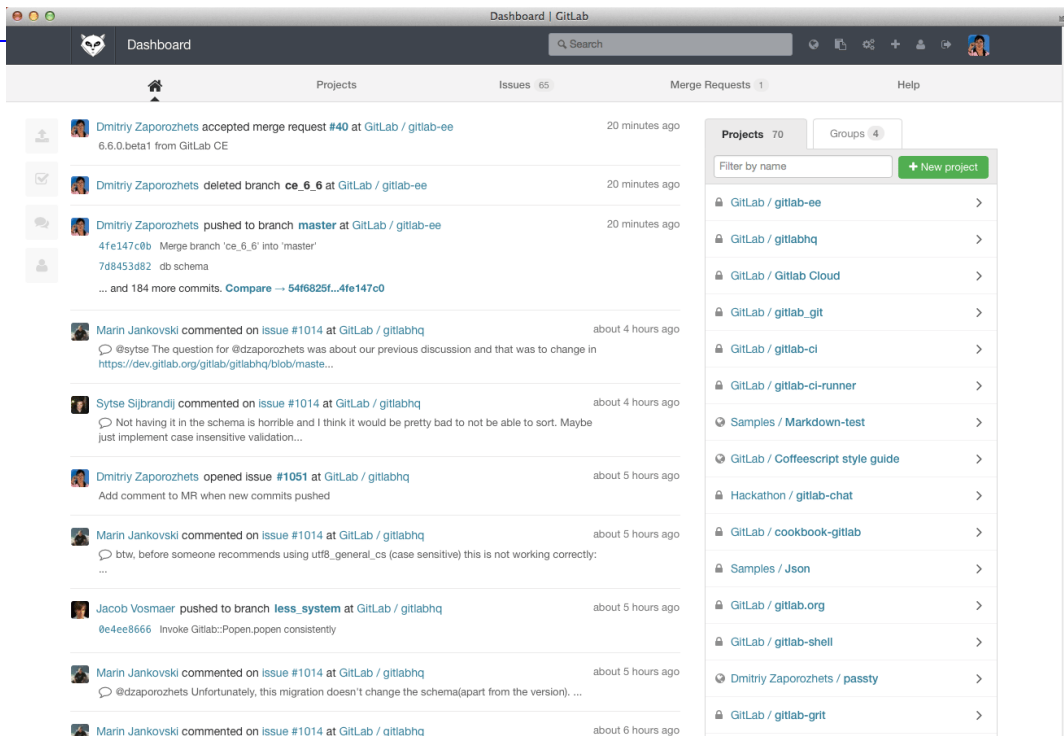 Dashboard | GitLab
Dashboard
Search
Projects
Issues 65
Merge Requests 1
Help
Dmitriy Zaporozhets accepted merge request #40 at GitLab / gitlab-ee
20 minutes ago
6.6.0.beta1 from GitLab CE
Dmitriy Zaporozhets deleted branch ce_6_6 at GitLab / gitlab-ee
20 minutes ago
Dmitriy Zaporozhets pushed to branch master at GitLab / gitlab-ee
20 minutes ago
4fe147c0b Merge branch 'ce_6_6' into 'master'
7d8453d82 db schema
... and 184 more commits. Compare → 54f6825f...4fe147c0
Marin Jankovski commented on issue #1014 at GitLab / gitlabhq
about 4 hours ago
@sytse The question for @dzaporozhets was about our previous discussion and that was to change in
https://dev.gitlab.org/gitlab/gitlabhq/blob/maste...
Sytse Sijbrandij commented on issue #1014 at GitLab / gitlabhq
about 4 hours ago
Not having it in the schema is horrible and I think it would be pretty bad to not be able to sort. Maybe
just implement case insensitive validation...
Dmitriy Zaporozhets opened issue #1051 at GitLab / gitlabhq
about 5 hours ago
Add comment to MR when new commits pushed
Marin Jankovski commented on issue #1014 at GitLab / gitlabhq
about 5 hours ago
btw, before someone recommends using utf8_general_cs (case sensitive) this is not working correctly:
...
Jacob Vosmaer pushed to branch less_system at GitLab / gitlabhq
about 5 hours ago
0e4ee8666 Invoke Gitlab::Popen.popen consistently
Marin Jankovski commented on issue #1014 at GitLab / gitlabhq
about 5 hours ago
@dzaporozhets Unfortunately, this migration doesn't change the schema(apart from the version). ...
Marin Jankovski commented on issue #1014 at GitLab / gitlabhq
about 6 hours ago
Projects 70
Groups 4
Filter by name
+ New project
GitLab / gitlab-ee
GitLab / gitlabhq
GitLab / Gitlab Cloud
GitLab / gitlab_git
GitLab / gitlab-ci
GitLab / gitlab-ci-runner
Samples / Markdown-test
GitLab / Coffeescript style guide
Hackathon / gitlab-chat
GitLab / cookbook-gitlab
Samples / Json
GitLab / gitlab.org
GitLab / gitlab-shell
Dmitriy Zaporozhets / passty
GitLab / gitlab-grit